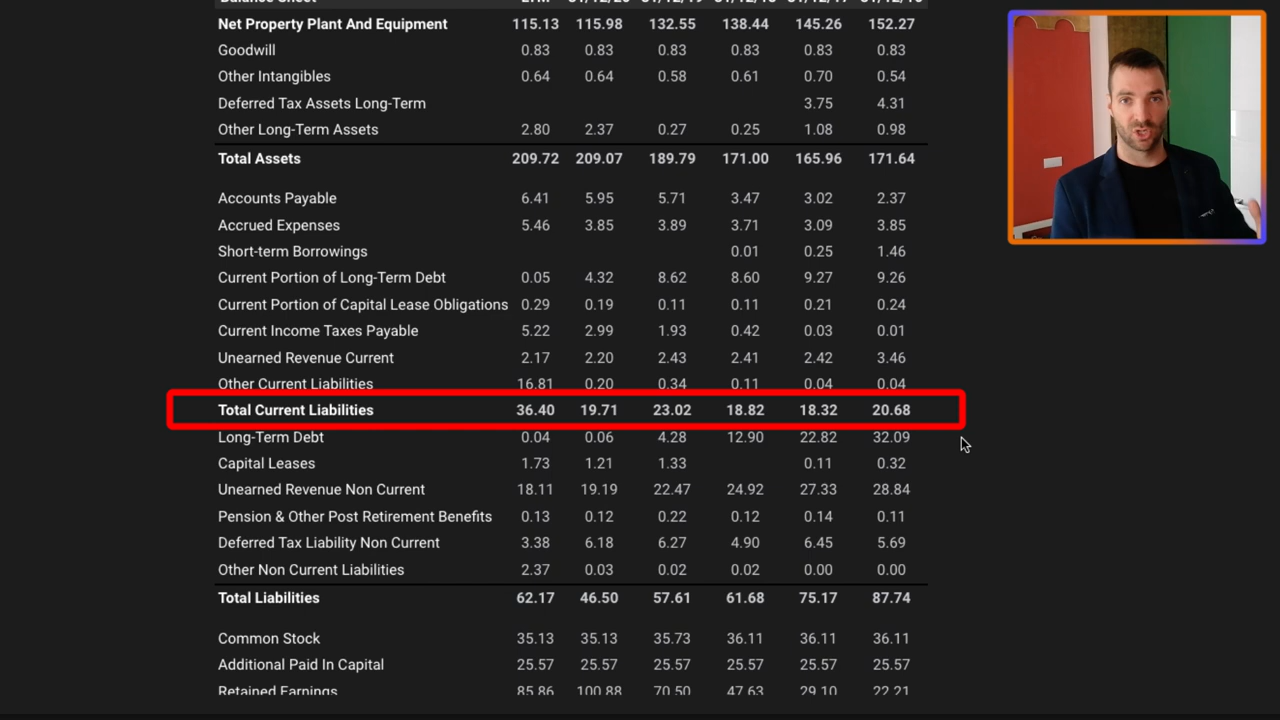 Net Property Plant And Equipment 115.13 115.98 132.55 138.44 145.26 152.27
Goodwill 0.83 0.83 0.83 0.83 0.83 0.83
Other Intangibles 0.64 0.64 0.58 0.61 0.70 0.54
Deferred Tax Assets Long-Term 3.75 4.31
Other Long-Term Assets 2.80 2.37 0.27 0.25 1.08 0.98
Total Assets 209.72 209.07 189.79 171.00 165.96 171.64
Accounts Payable 6.41 5.95 5.71 3.47 3.02 2.37
Accrued Expenses 5.46 3.85 3.89 3.71 3.09 3.85
Short-term Borrowings 0.01 0.25 1.46
Current Portion of Long-Term Debt 0.05 4.32 8.62 8.60 9.27 9.26
Current Portion of Capital Lease Obligations 0.29 0.19 0.11 0.11 0.21 0.24
Current Income Taxes Payable 5.22 2.99 1.93 0.42 0.03 0.01
Unearned Revenue Current 2.17 2.20 2.43 2.41 2.42 3.46
Other Current Liabilities 16.81 0.20 0.34 0.11 0.04 0.04
Total Current Liabilities 36.40 19.71 23.02 18.82 18.32 20.68
Long-Term Debt 0.04 0.06 4.28 12.90 22.82 32.09
Capital Leases 1.73 1.21 1.33 0.11 0.32
Unearned Revenue Non Current 18.11 19.19 22.47 24.92 27.33 28.84
Pension & Other Post Retirement Benefits 0.13 0.12 0.22 0.12 0.14 0.11
Deferred Tax Liability Non Current 3.38 6.18 6.27 4.90 6.45 5.69
Other Non Current Liabilities 2.37 0.03 0.02 0.02 0.00 0.00
Total Liabilities 62.17 46.50 57.61 61.68 75.17 87.74
Common Stock 35.13 35.13 35.73 36.11 36.11 36.11
Additional Paid In Capital 25.57 25.57 25.57 25.57 25.57 25.57
Retained Earnings 85.86 100.88 70.50 47.63 29.10 22.21